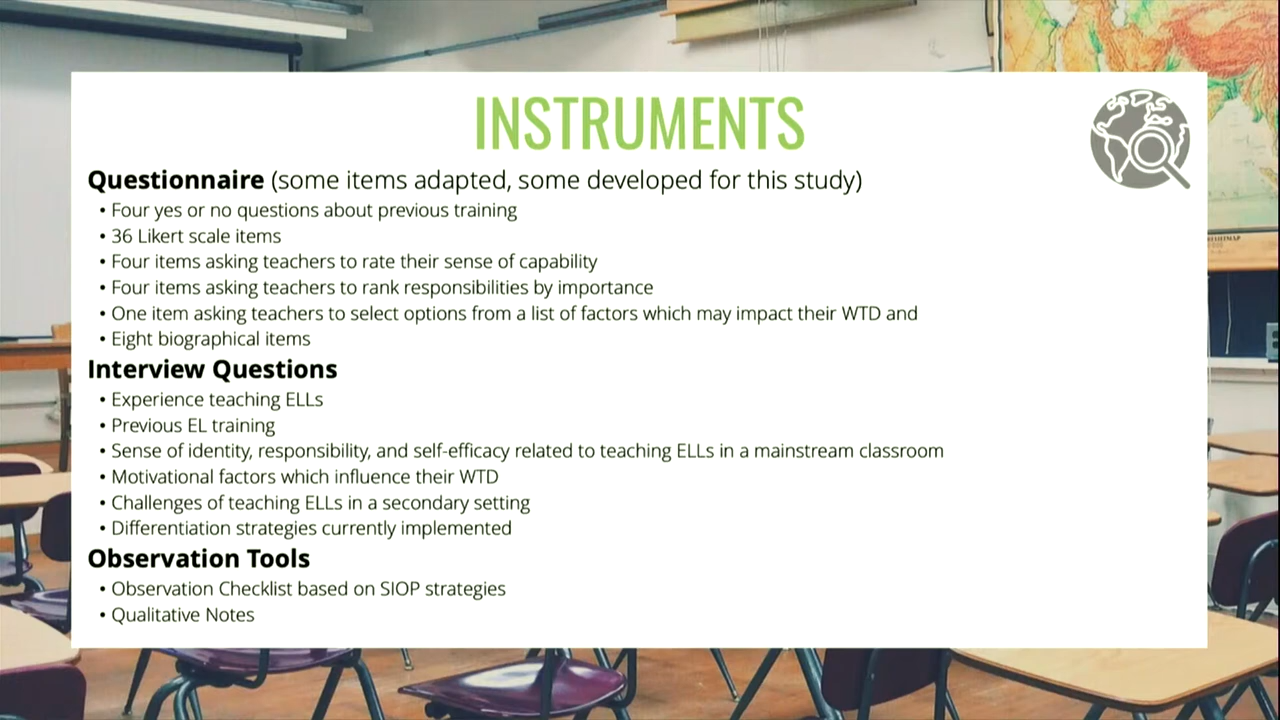 INSTRUMENTS
Questionnaire (some items adapted, some developed for this study)
• Four yes or no questions about previous training
• 36 Likert scale items
• Four items asking teachers to rate their sense of capability
• Four items asking teachers to rank responsibilities by importance
• One item asking teachers to select options from a list of factors which may impact their WTD and
• Eight biographical items
Interview Questions
• Experience teaching ELLs
• Previous EL training
• Sense of identity, responsibility, and self-efficacy related to teaching ELLs in a mainstream classroom
• Motivational factors which influence their WTD
• Challenges of teaching ELLs in a secondary setting
• Differentiation strategies currently implemented
Observation Tools
• Observation Checklist based on SIOP strategies
• Qualitative Notes